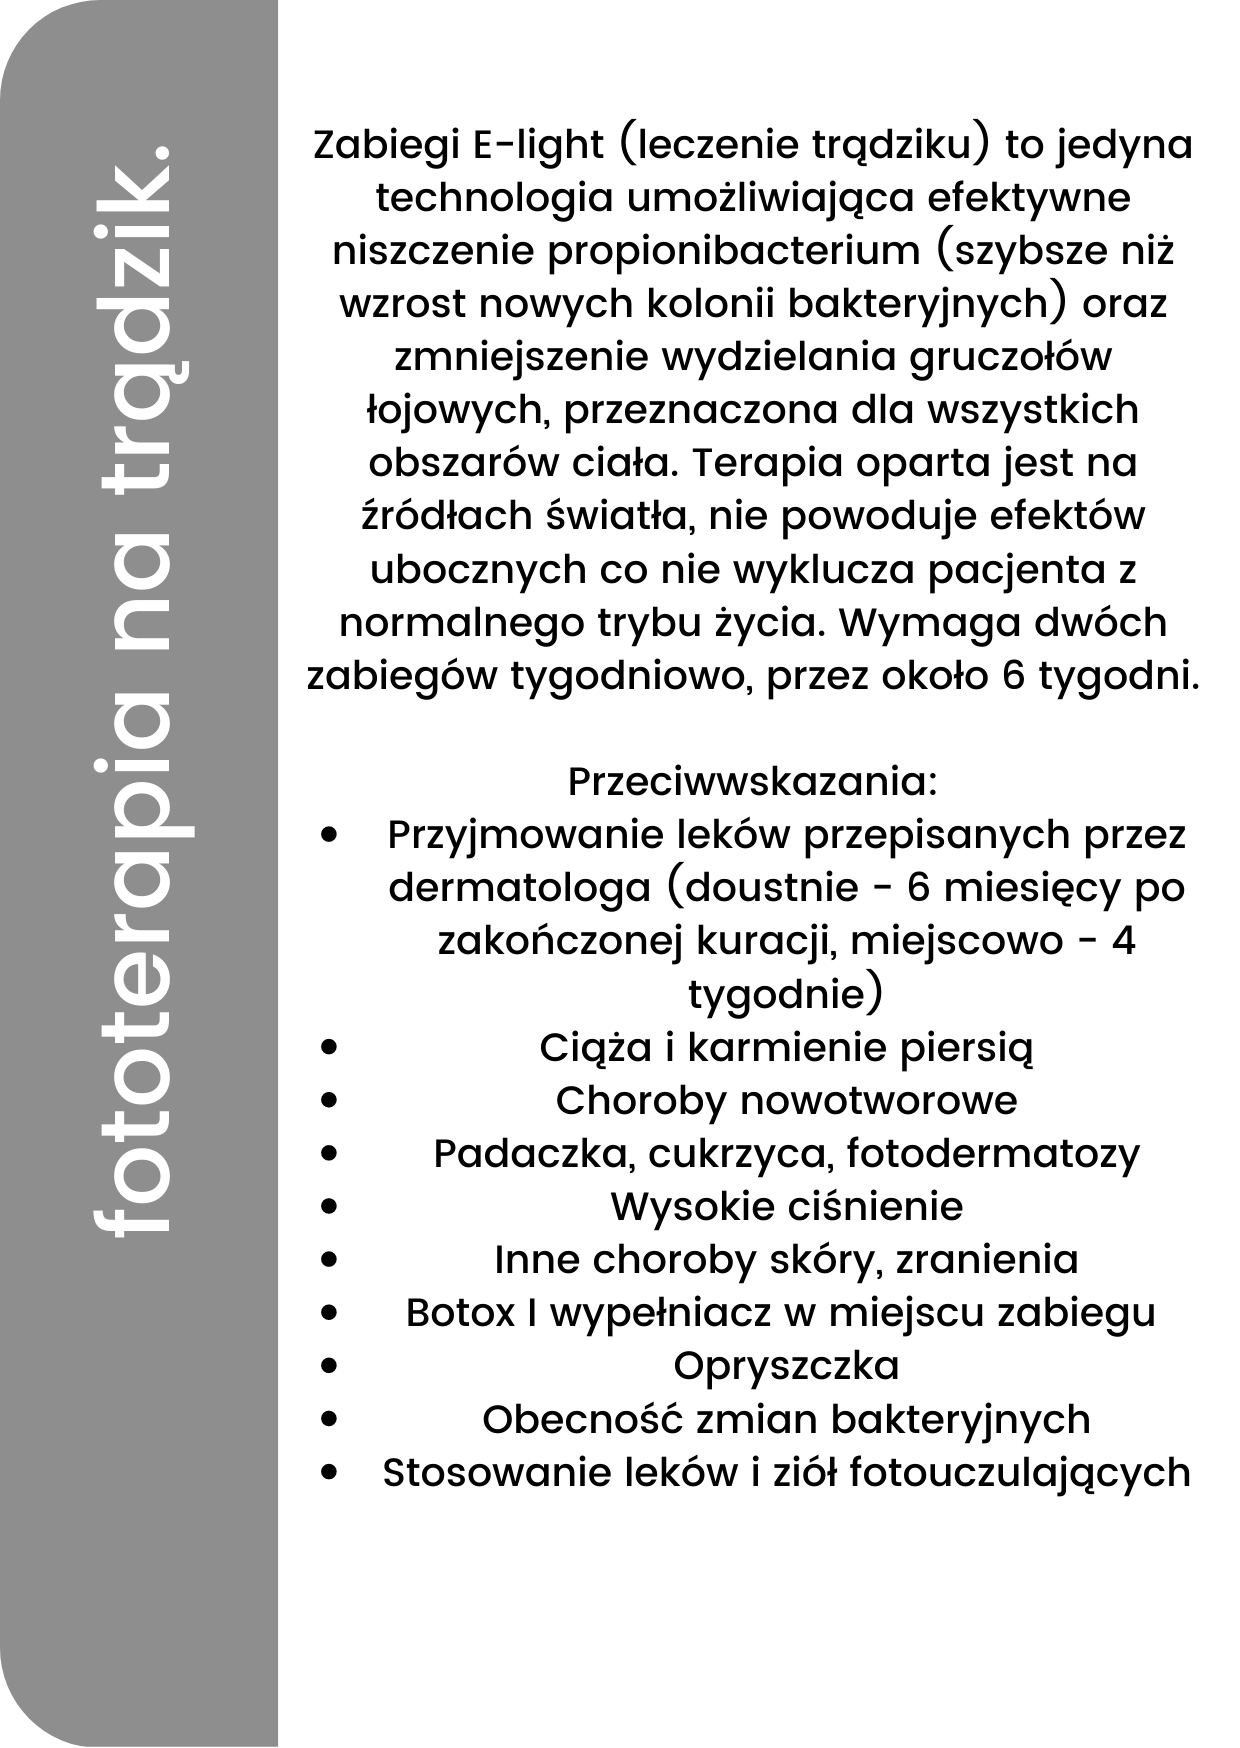 fototerapia na trądzik.
Zabiegi E-light (leczenie trądziku) to jedyna
technologia umożliwiająca efektywne
niszczenie propionibacterium (szybsze niż
wzrost nowych kolonii bakteryjnych) oraz
zmniejszenie wydzielania gruczołów
łojowych, przeznaczona dla wszystkich
obszarów ciała. Terapia oparta jest na
źródłach światła, nie powoduje efektów
ubocznych co nie wyklucza pacjenta z
normalnego trybu życia. Wymaga dwóch
zabiegów tygodniowo, przez około 6 tygodni.
Przeciwwskazania:
• Przyjmowanie leków przepisanych przez
dermatologa (doustnie - 6 miesięcy po
zakończonej kuracji, miejscowo - 4
tygodnie)
• Ciąża i karmienie piersią
• Choroby nowotworowe
• Padaczka, cukrzyca, fotodermatozy
• Wysokie ciśnienie
• Inne choroby skóry, zranienia
• Botox I wypełniacz w miejscu zabiegu
• Opryszczka
• Obecność zmian bakteryjnych
• Stosowanie leków i ziół fotouczulających